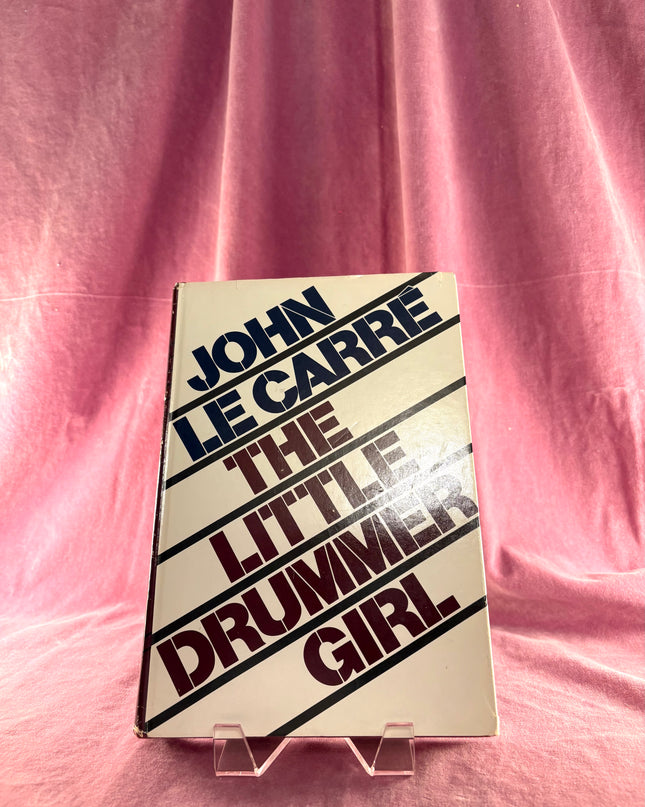 JOHN
LE CARRÉ
THE
LITTLE
DRUMMER
GIRL